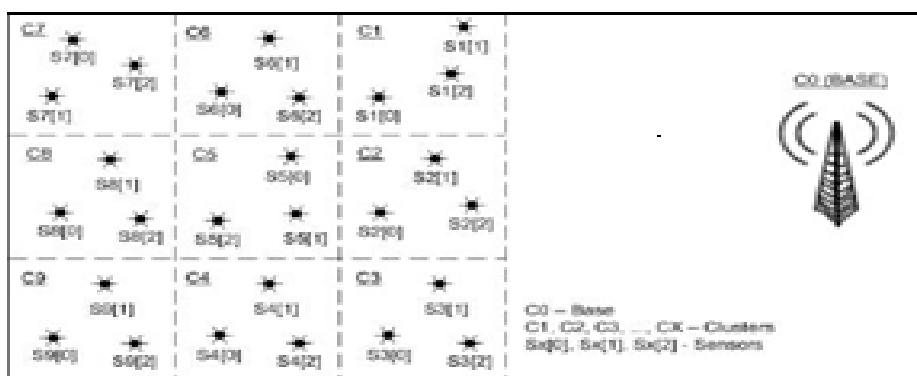 C7
S7[0]
S7[2]
S7[1]
C6
S6[1]
S6[0]
S6[2]
C1
S1[1]
S1[2]
S1[0]
C0 (BASE)
C8
S8[1]
S8[0]
S8[2]
C5
S5[0]
S5[2]
S5[1]
C2
S2[1]
S2[0]
S2[2]
C9
S9[1]
S9[0]
S9[2]
C4
S4[1]
S4[0]
S4[2]
C3
S3[1]
S3[0]
S3[2]
C0 – Base
C1, C2, C3, ..., CX – Clusters
Sx[0], Sx[1], Sx[2] - Sensors